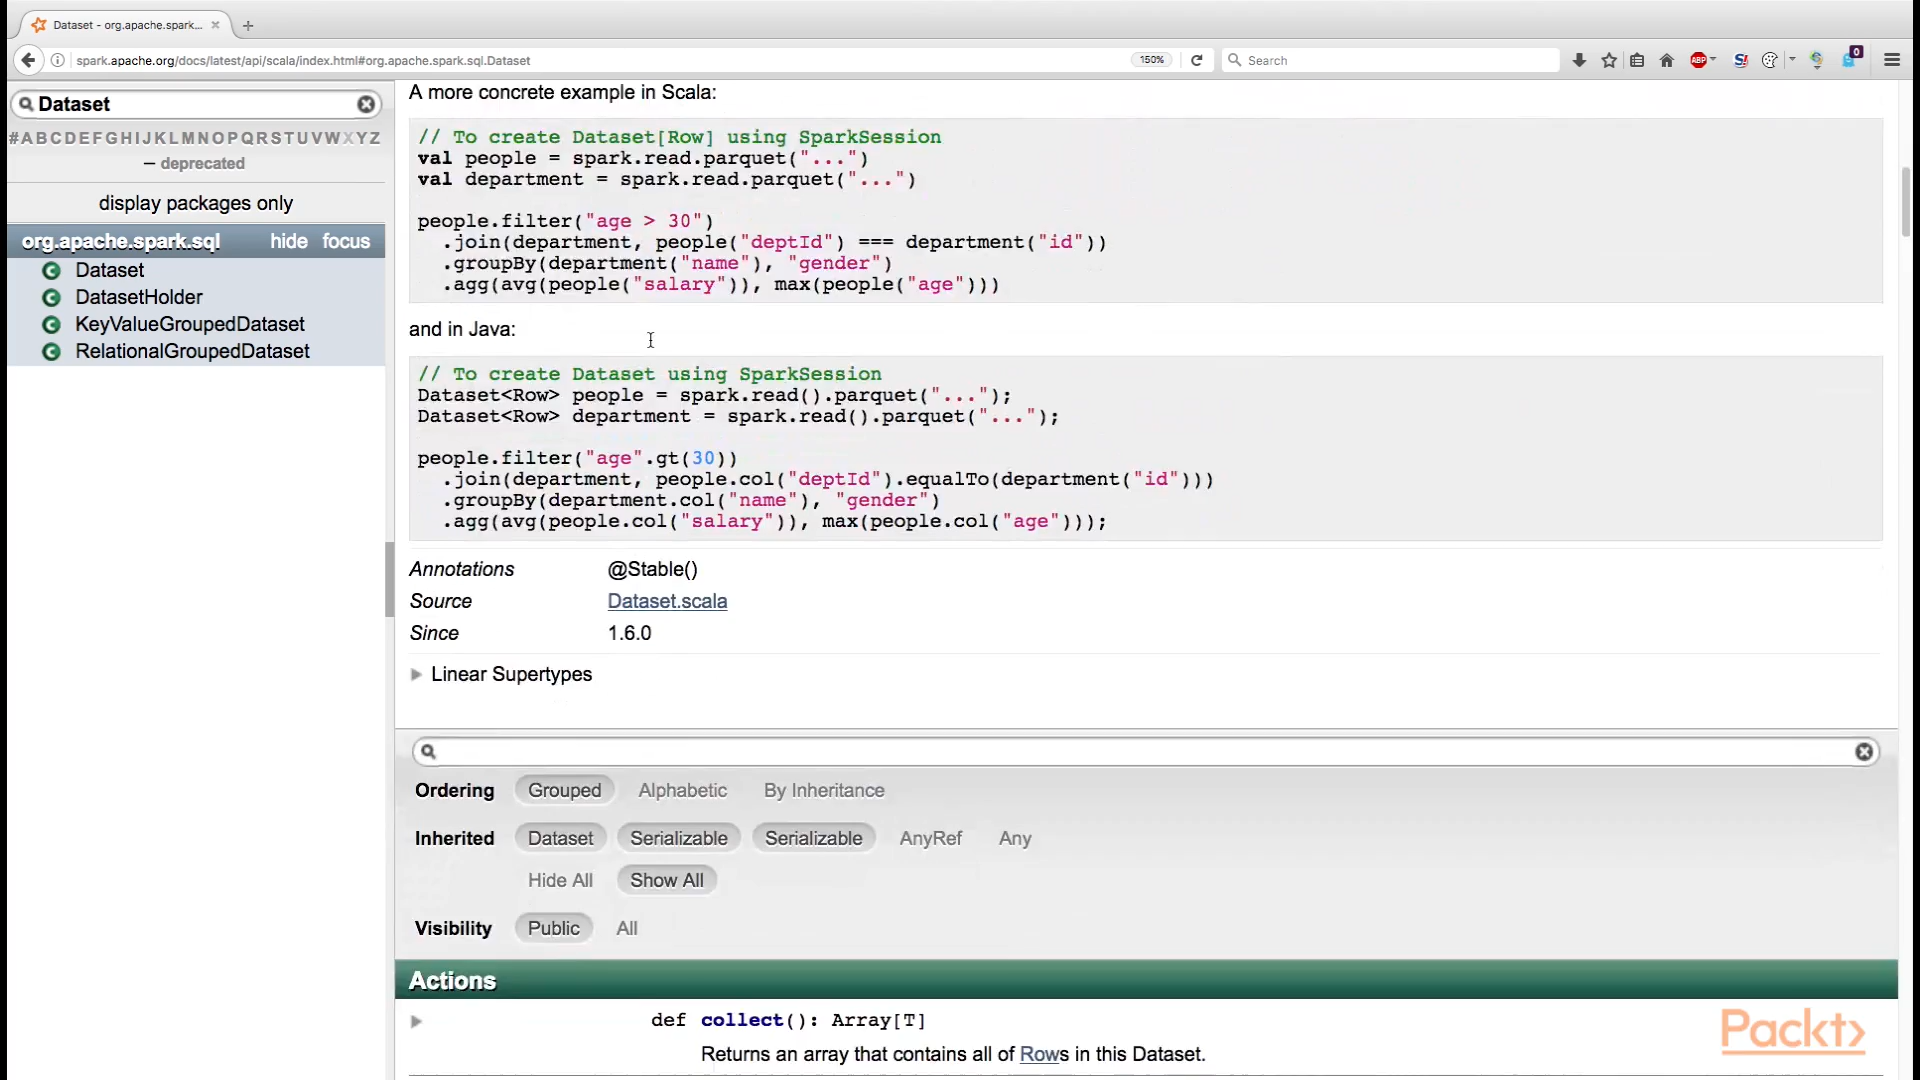 Dataset - org.apache.spark...
spark.apache.org/docs/latest/api/scala/index.html#org.apache.spark.sql.Dataset
150%
Search
ABP
S!
0
Dataset
#ABCDEFGHIJKLMNOPQRSTUVWXYZ
– deprecated
display packages only
org.apache.spark.sql hide focus
C Dataset
C DatasetHolder
C KeyValueGroupedDataset
C RelationalGroupedDataset
A more concrete example in Scala:
// To create Dataset[Row] using SparkSession
val people = spark.read.parquet("...")
val department = spark.read.parquet("...")
people.filter("age > 30")
.join(department, people("deptId") === department("id"))
.groupBy(department("name"), "gender")
.agg(avg(people("salary")), max(people("age")))
and in Java:
// To create Dataset using SparkSession
Dataset<Row> people = spark.read().parquet("...");
Dataset<Row> department = spark.read().parquet("...");
people.filter("age".gt(30))
.join(department, people.col("deptId").equalTo(department("id")))
.groupBy(department.col("name"), "gender")
.agg(avg(people.col("salary")), max(people.col("age")));
Annotations @Stable()
Source Dataset.scala
Since 1.6.0
Linear Supertypes
Ordering Grouped Alphabetic By Inheritance
Inherited Dataset Serializable Serializable AnyRef Any
Hide All Show All
Visibility Public All
Actions
def collect(): Array[T]
Returns an array that contains all of Rows in this Dataset.
Packt>